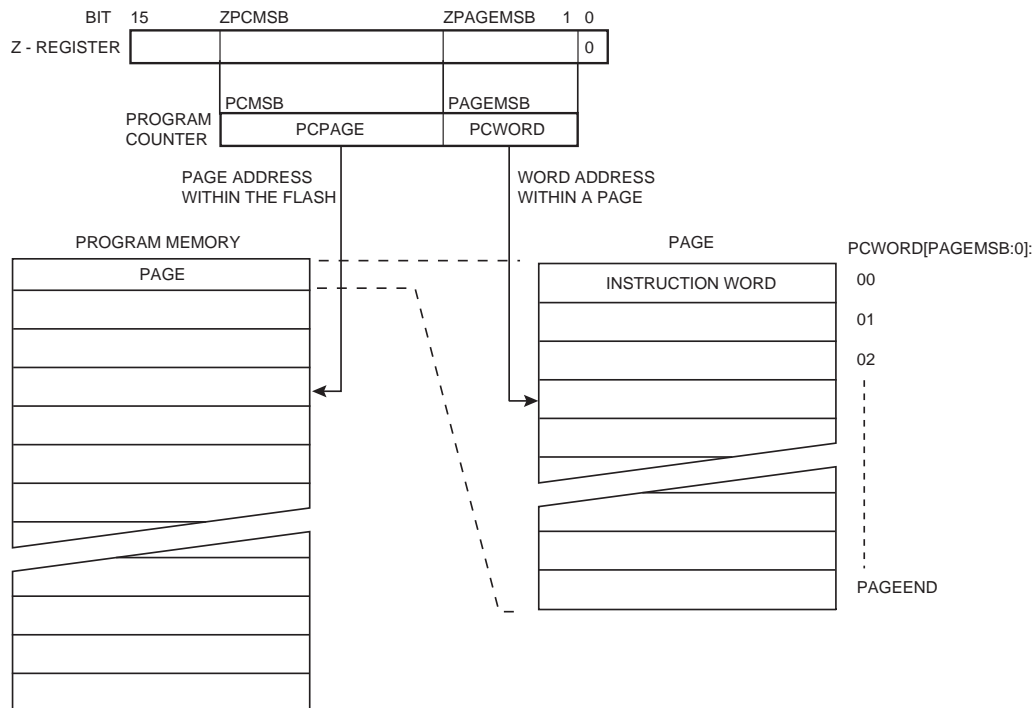 BIT 15 ZPCMSB ZPAGEMSB 1 0
Z - REGISTER 0
PCMSB PAGEMSB
PROGRAM
COUNTER
PCPAGE PCWORD
PAGE ADDRESS
WITHIN THE FLASH
WORD ADDRESS
WITHIN A PAGE
PROGRAM MEMORY
PAGE
PAGE
PCWORD[PAGEMSB:0]:
INSTRUCTION WORD 00
01
02
PAGEEND